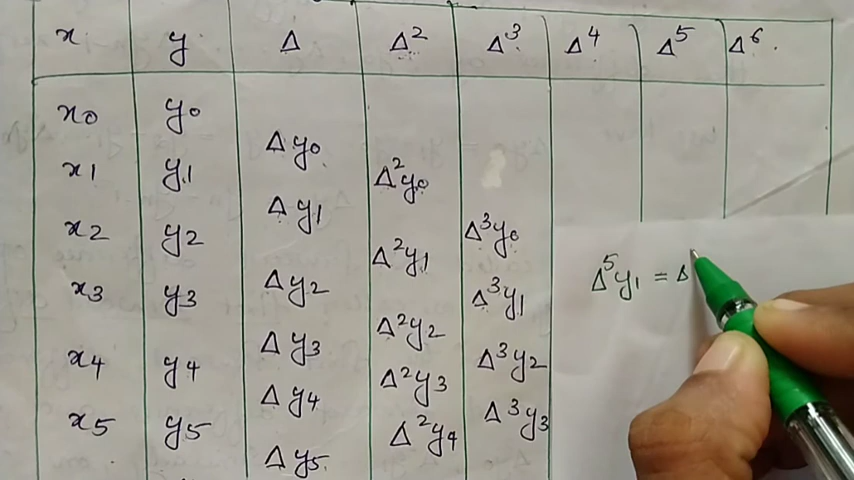 x y Δ Δ² Δ³ Δ⁴ Δ⁵ Δ⁶
x₀ y₀
Δy₀
x₁ y₁ Δ²y₀
Δy₁
x₂ y₂ Δ³y₀
Δ²y₁
Δ⁵y₁ = Δ
x₃ y₃ Δy₂ Δ³y₁
Δ²y₂
Δy₃
x₄ y₄ Δ³y₂
Δy₄ Δ²y₃
x₅ y₅ Δ²y₄ Δ³y₃
Δy₅